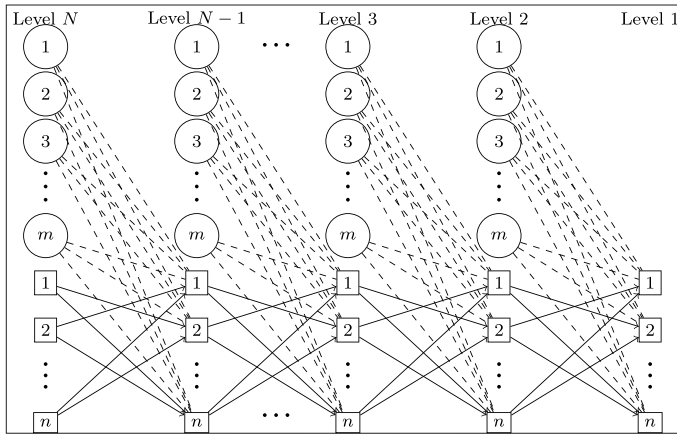 Level N Level N − 1 Level 3 Level 2 Level 1
1 1 ··· 1 1
2 2 2 2
3 3 3 3
⋮ ⋮ ⋮ ⋮
m m m m
1 1 1 1 1
2 2 2 2 2
⋮ ⋮ ⋮ ⋮ ⋮
n n ··· n n n